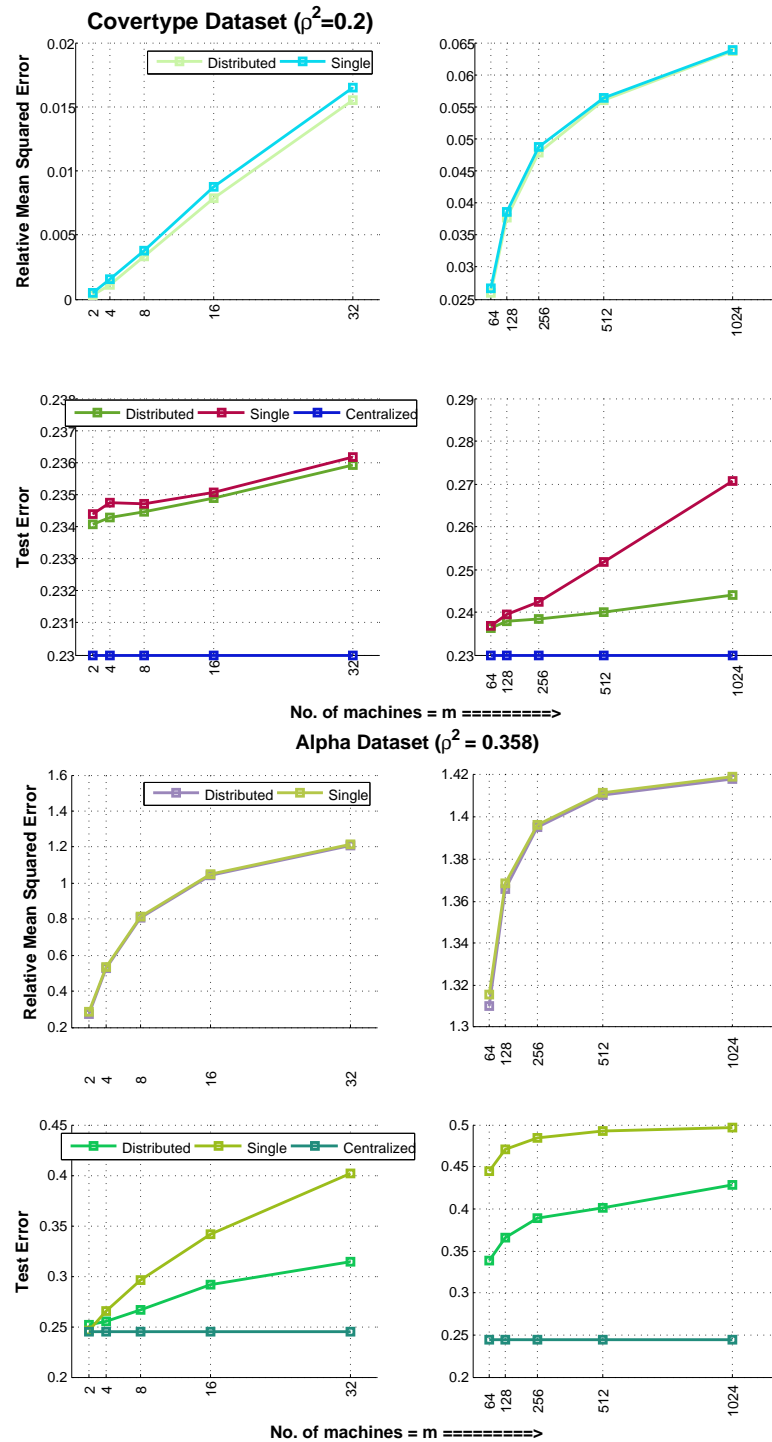 Covertype Dataset (ρ²=0.2)
Relative Mean Squared Error
0.02
0.015
0.01
0.005
0
Distributed Single
2 4 8 16 32
0.065
0.06
0.055
0.05
0.045
0.04
0.035
0.03
0.025
64 128 256 512 1024
Test Error
0.238
0.237
0.236
0.235
0.234
0.233
0.232
0.231
0.23
Distributed Single Centralized
2 4 8 16 32
0.29
0.28
0.27
0.26
0.25
0.24
0.23
64 128 256 512 1024
No. of machines = m =========>
Alpha Dataset (ρ² = 0.358)
Relative Mean Squared Error
1.6
1.4
1.2
1
0.8
0.6
0.4
0.2
Distributed Single
2 4 8 16 32
1.42
1.4
1.38
1.36
1.34
1.32
1.3
64 128 256 512 1024
Test Error
0.45
0.4
0.35
0.3
0.25
0.2
Distributed Single Centralized
2 4 8 16 32
0.5
0.45
0.4
0.35
0.3
0.25
0.2
64 128 256 512 1024
No. of machines = m =========>